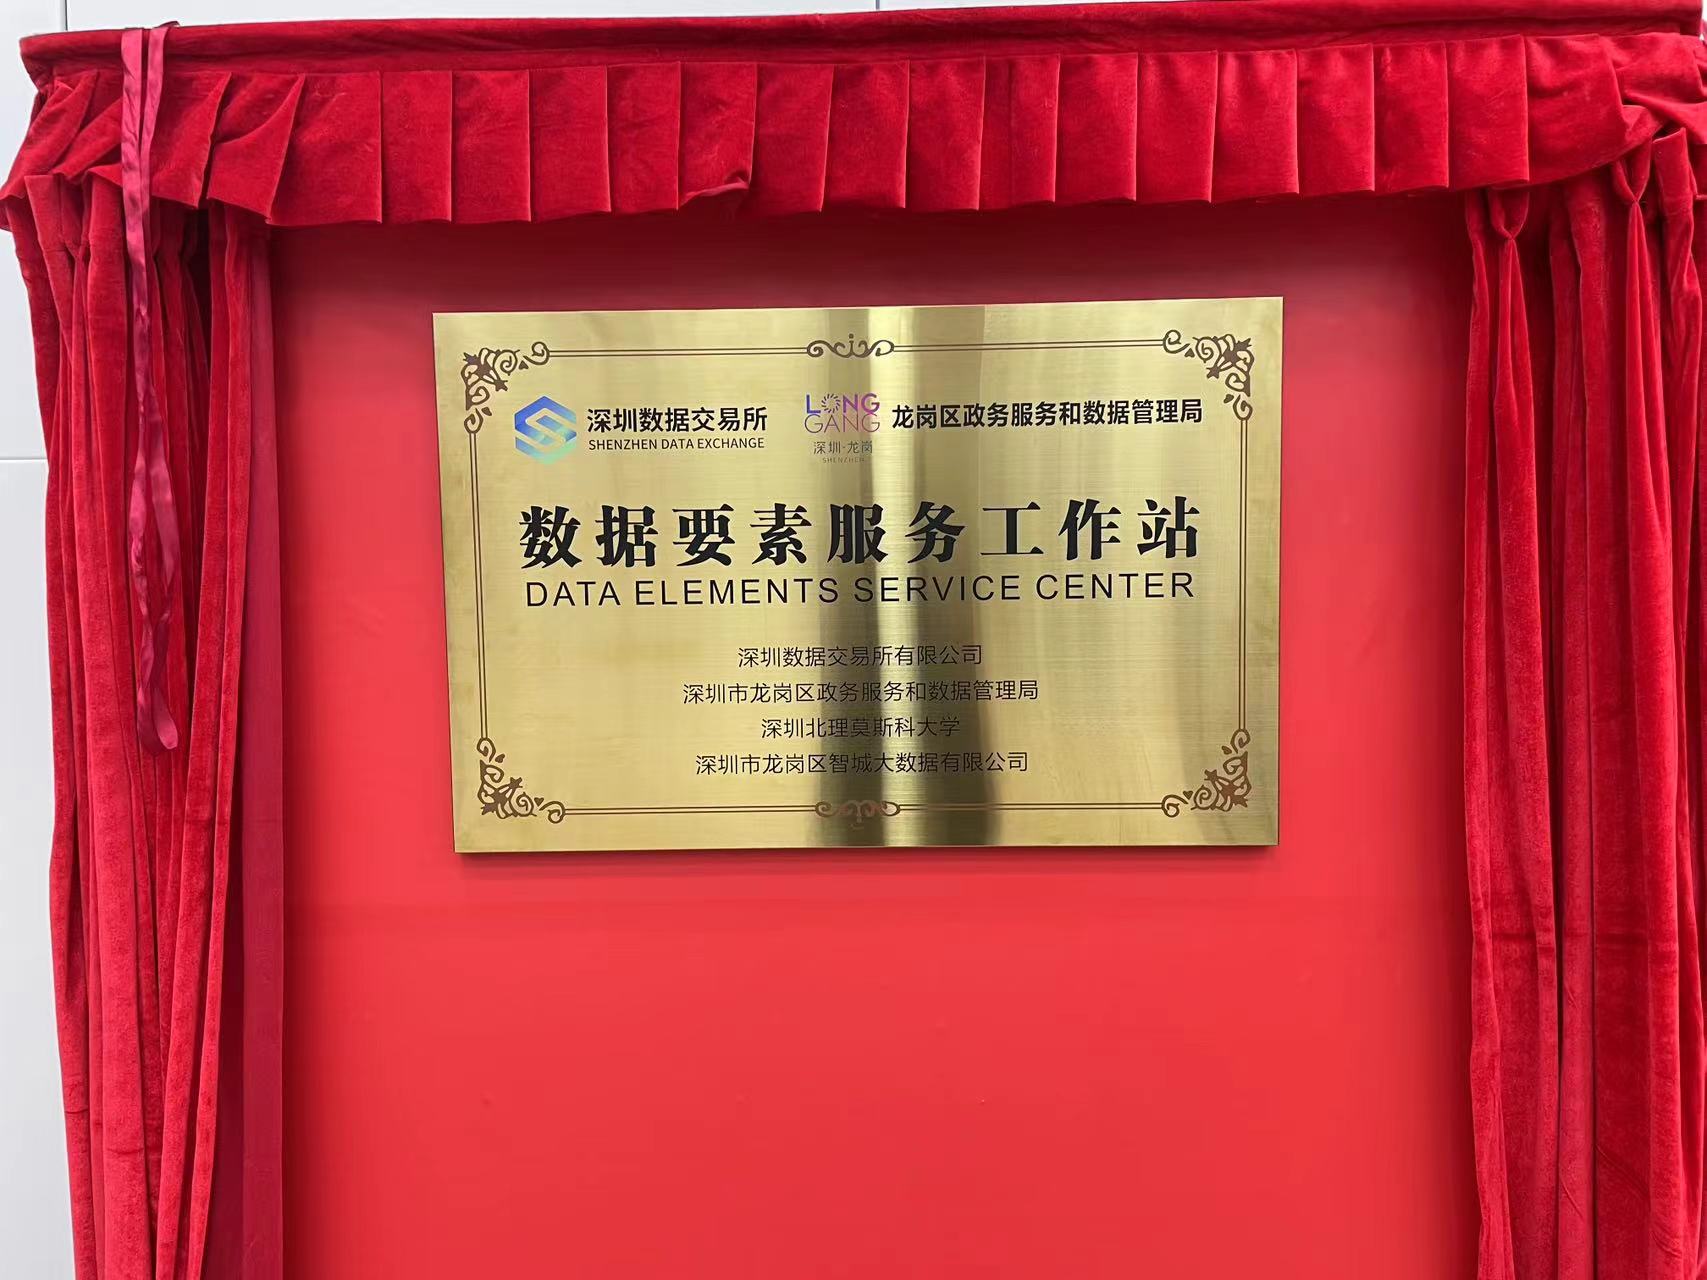 深圳数据交易所
SHENZHEN DATA EXCHANGE
LONG
GANG
深圳·龙岗
SHENZHEN
龙岗区政务服务和数据管理局
数据要素服务工作站
DATA ELEMENTS SERVICE CENTER
深圳数据交易所有限公司
深圳市龙岗区政务服务和数据管理局
深圳北理莫斯科大学
深圳市龙岗区智城大数据有限公司